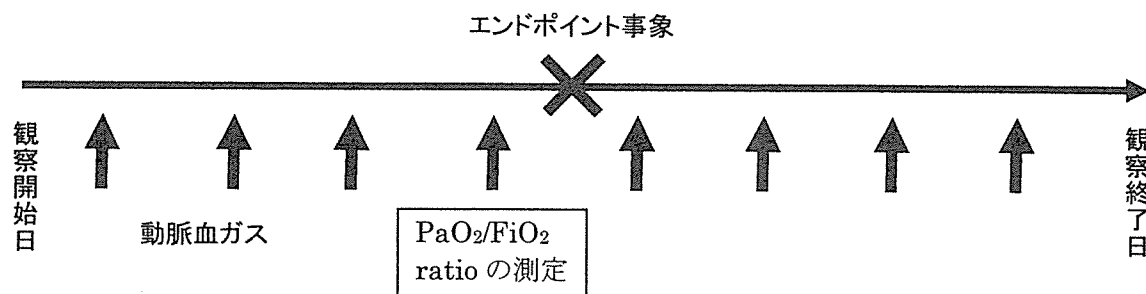 エンドポイント事象
観察開始日
動脈血ガス
PaO₂/FiO₂
ratio の測定
観察終了日